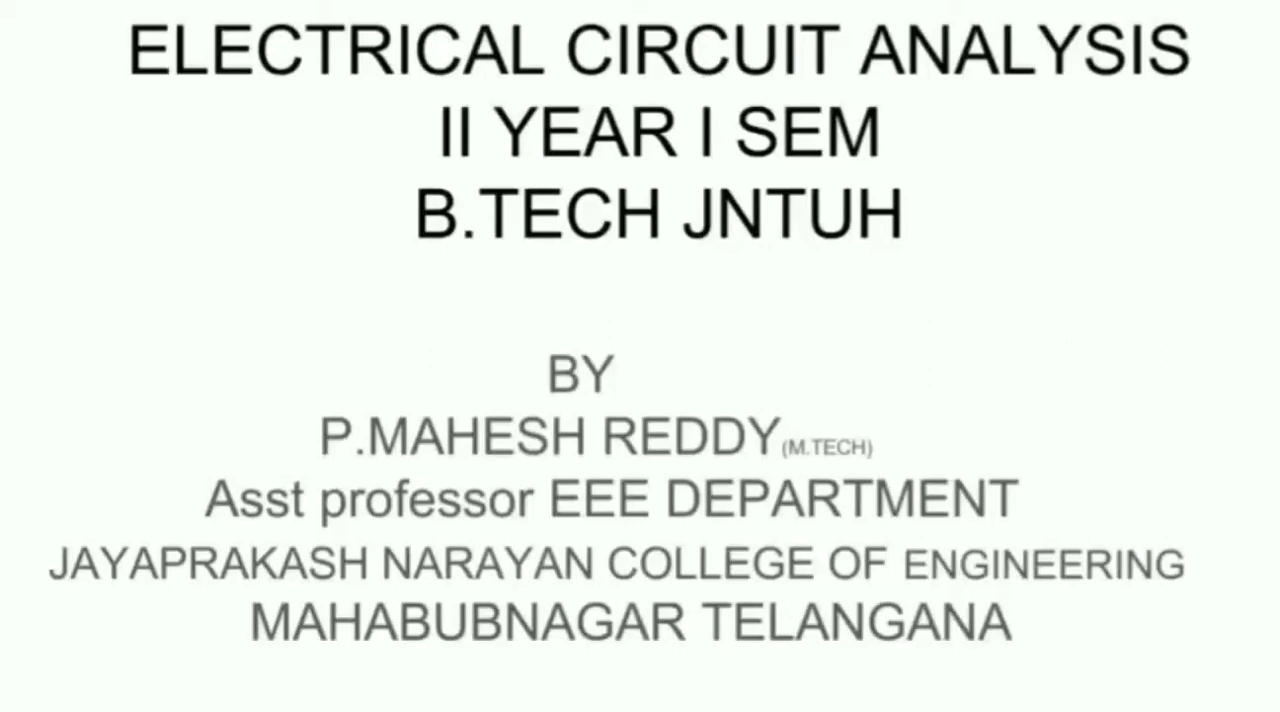 ELECTRICAL CIRCUIT ANALYSIS
II YEAR I SEM
B.TECH JNTUH
BY
P.MAHESH REDDY(M.TECH)
Asst professor EEE DEPARTMENT
JAYAPRAKASH NARAYAN COLLEGE OF ENGINEERING
MAHABUBNAGAR TELANGANA